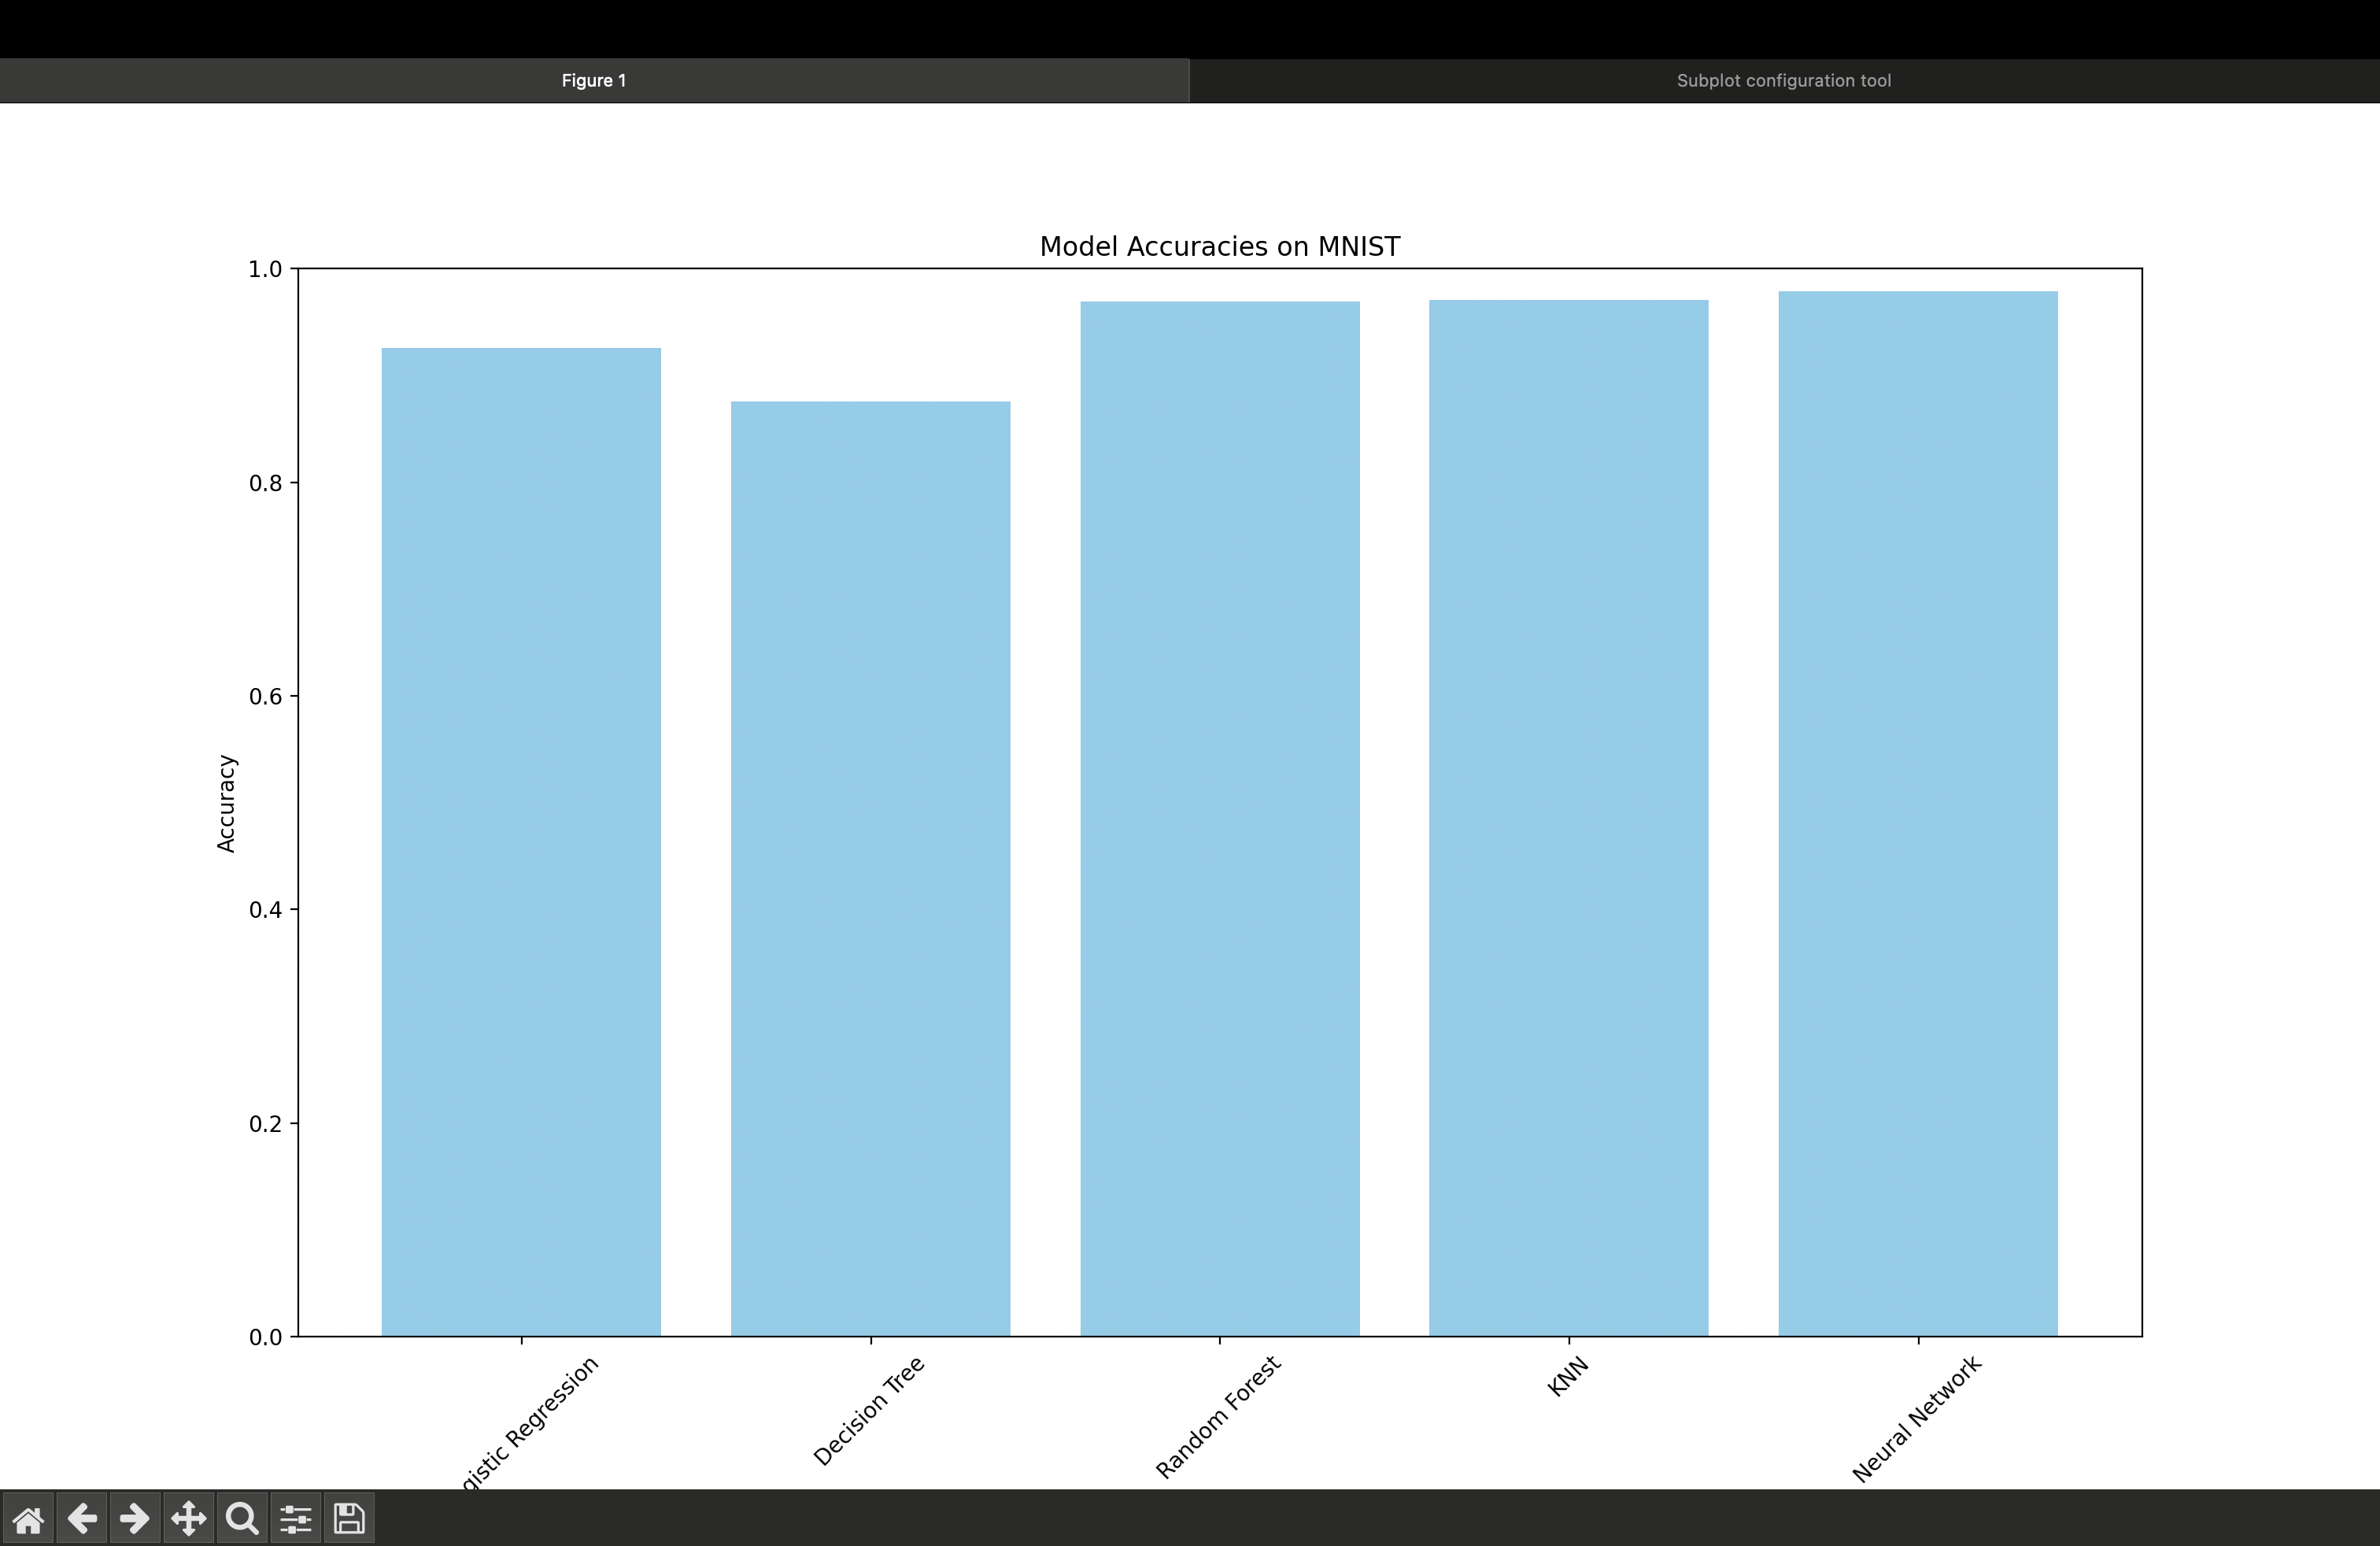 Figure 1
Subplot configuration tool
Model Accuracies on MNIST
1.0
0.8
0.6
0.4
0.2
0.0
Accuracy
gistic Regression
Decision Tree
Random Forest
KNN
Neural Network